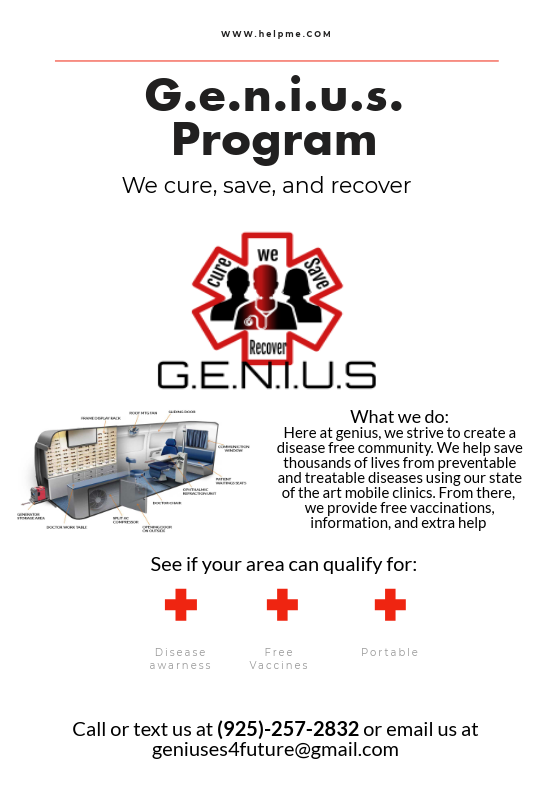 www.helpme.com
G.e.n.i.u.s.
Program
We cure, save, and recover
cure we Save
Recover
G.E.N.I.U.S
FRAME DISPLAY RACK
ROOF MTG FAN
SLIDING DOOR
COMMUNICTION
WINDOW
PATIENT
WAITING SEATS
OPHTHALMIC
REFRACTION UNIT
DOCTOR CHAIR
GENERATOR
STORAGE AREA
DOCTOR WORK TABLE
SPLIT AC
COMPRESSOR
OPENING DOOR
ON OUTSIDE
What we do:
Here at genius, we strive to create a
disease free community. We help save
thousands of lives from preventable
and treatable diseases using our state
of the art mobile clinics. From there,
we provide free vaccinations,
information, and extra help
See if your area can qualify for:
Disease
awarness
Free
Vaccines
Portable
Call or text us at (925)-257-2832 or email us at
geniuses4future@gmail.com